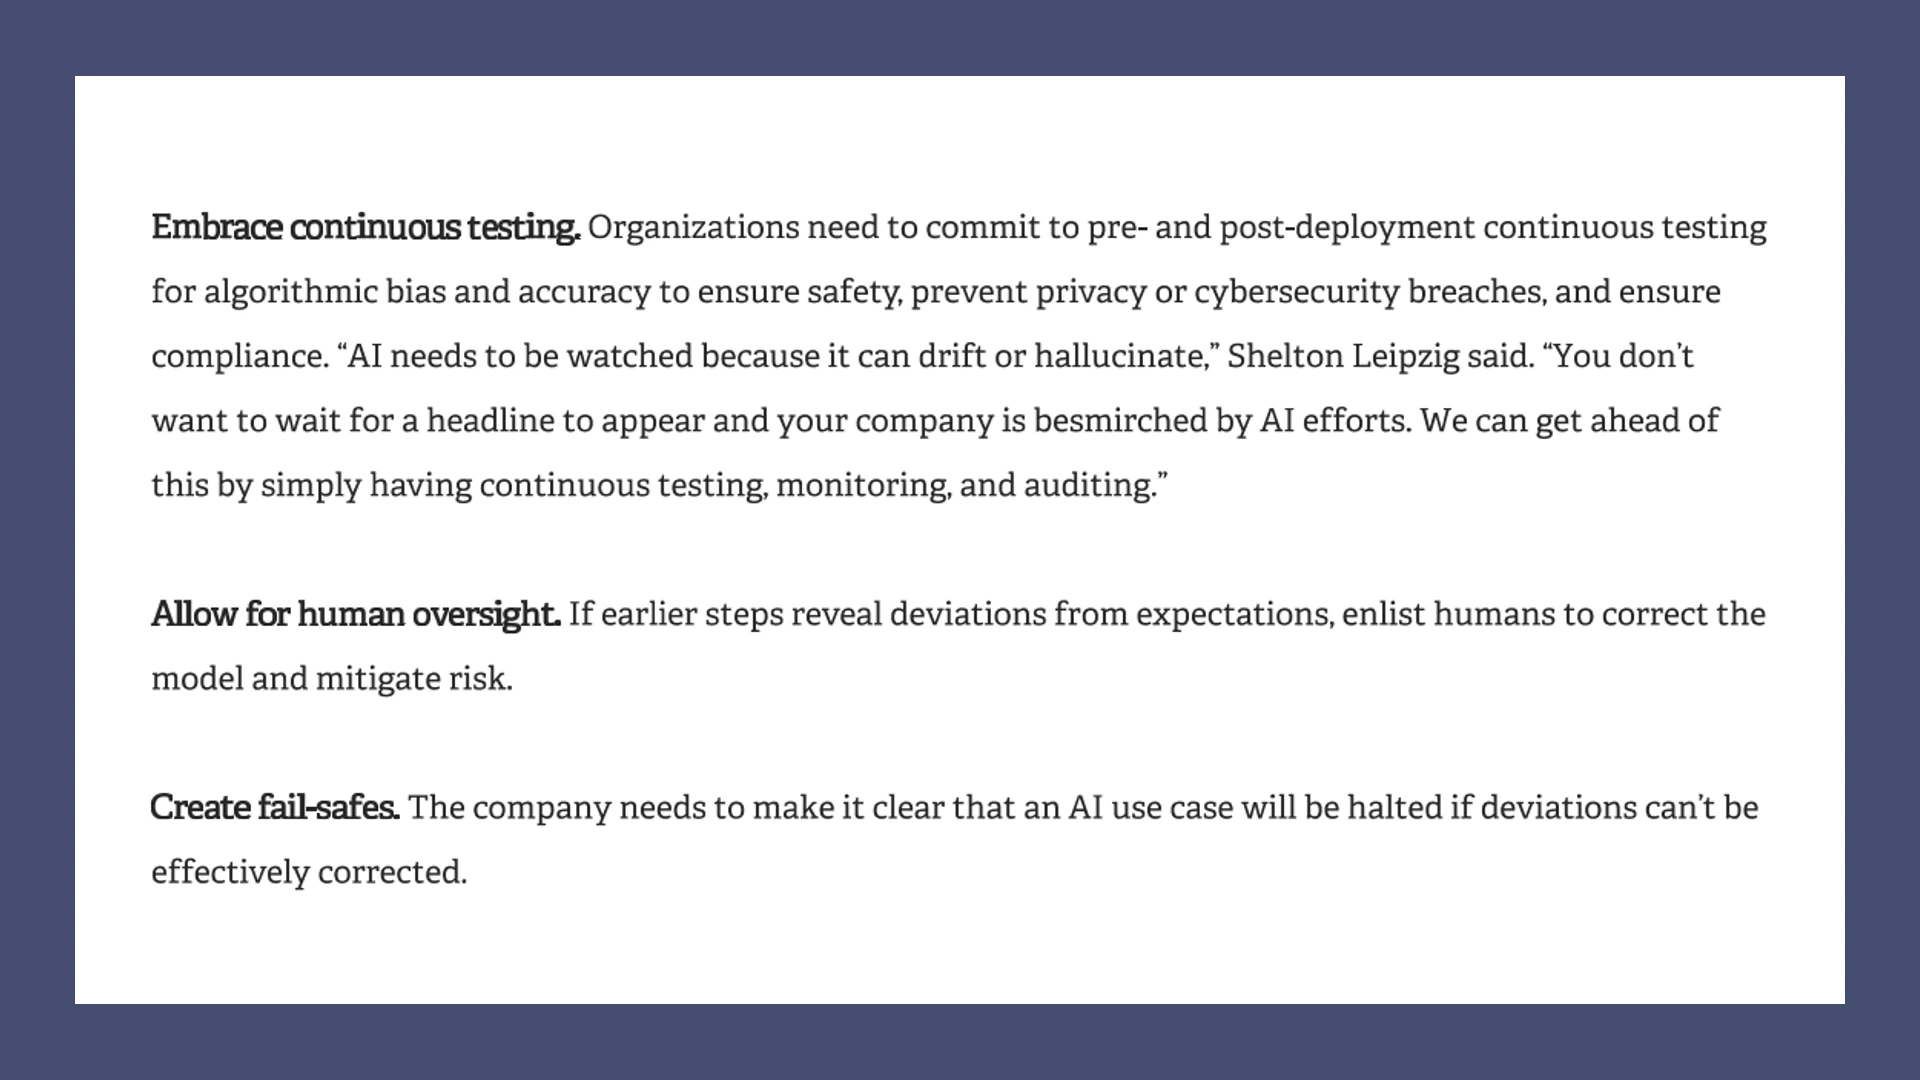 Embrace continuous testing. Organizations need to commit to pre- and post-deployment continuous testing
for algorithmic bias and accuracy to ensure safety, prevent privacy or cybersecurity breaches, and ensure
compliance. “AI needs to be watched because it can drift or hallucinate,” Shelton Leipzig said. “You don’t
want to wait for a headline to appear and your company is besmirched by AI efforts. We can get ahead of
this by simply having continuous testing, monitoring, and auditing.”
Allow for human oversight. If earlier steps reveal deviations from expectations, enlist humans to correct the
model and mitigate risk.
Create fail-safes. The company needs to make it clear that an AI use case will be halted if deviations can’t be
effectively corrected.